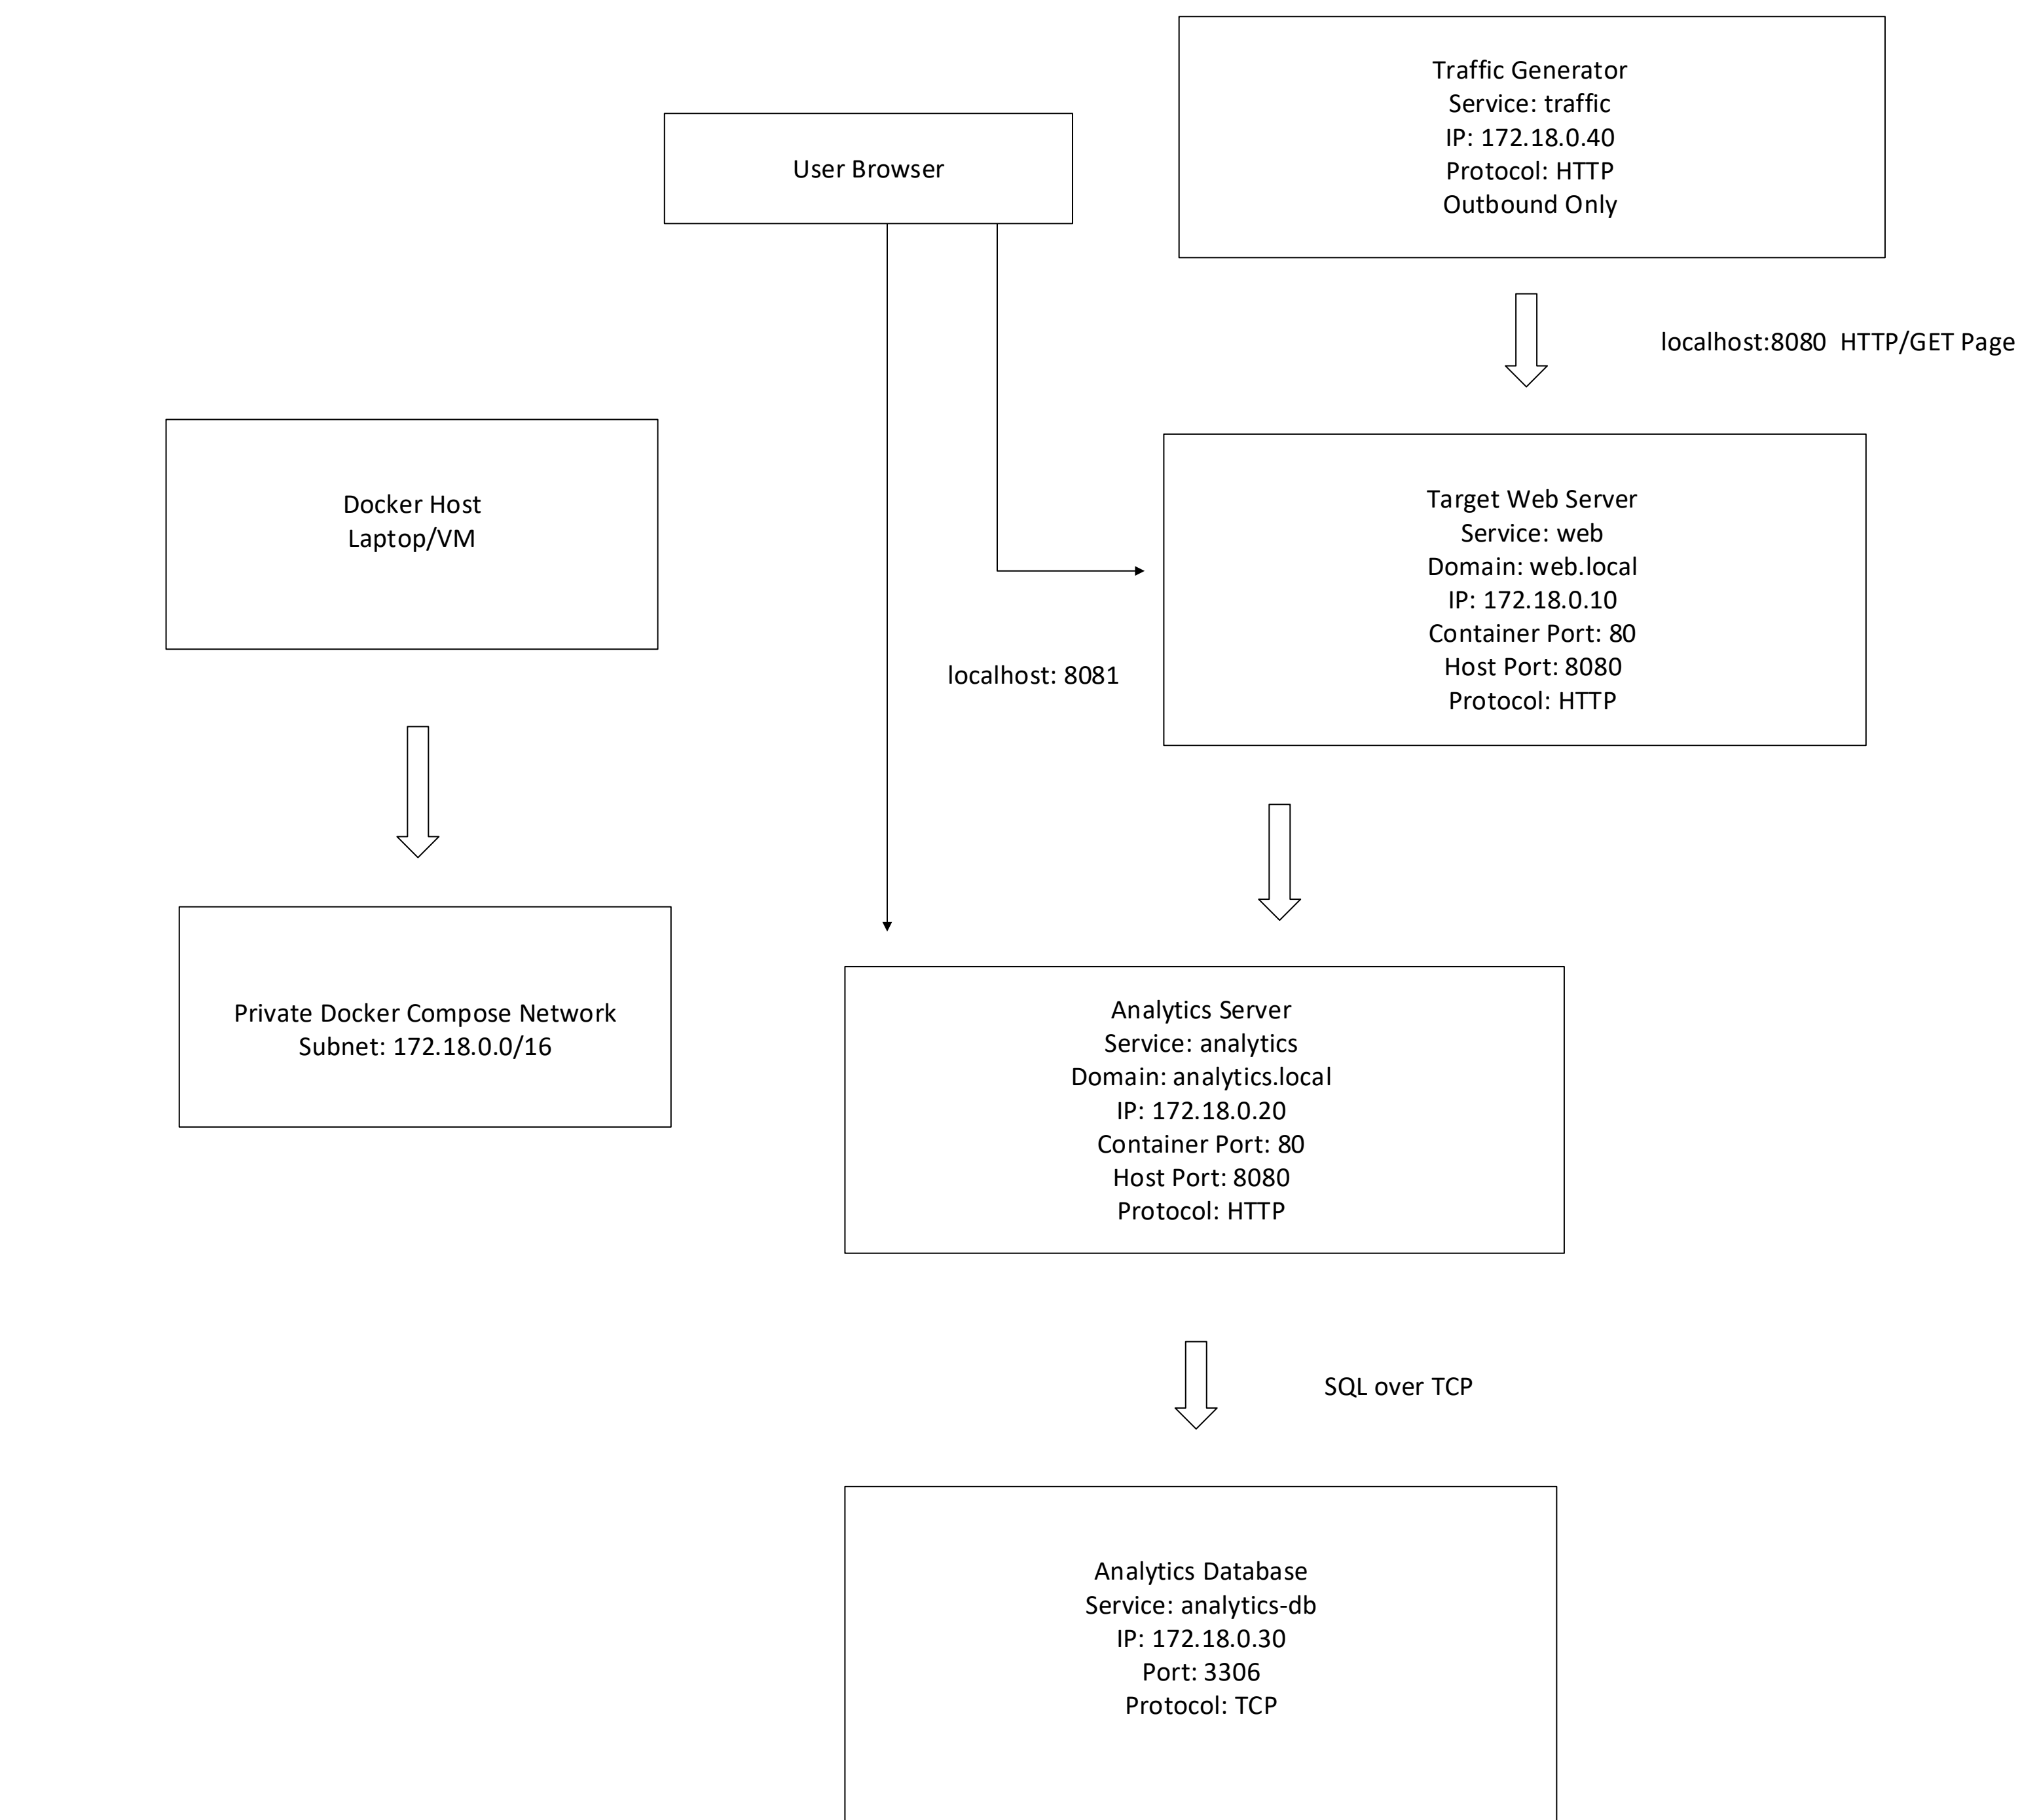 Traffic Generator
Service: traffic
IP: 172.18.0.40
Protocol: HTTP
Outbound Only
User Browser
localhost:8080  HTTP/GET Page
Docker Host
Laptop/VM
Target Web Server
Service: web
Domain: web.local
IP: 172.18.0.10
Container Port: 80
Host Port: 8080
Protocol: HTTP
localhost: 8081
Private Docker Compose Network
Subnet: 172.18.0.0/16
Analytics Server
Service: analytics
Domain: analytics.local
IP: 172.18.0.20
Container Port: 80
Host Port: 8080
Protocol: HTTP
SQL over TCP
Analytics Database
Service: analytics-db
IP: 172.18.0.30
Port: 3306
Protocol: TCP